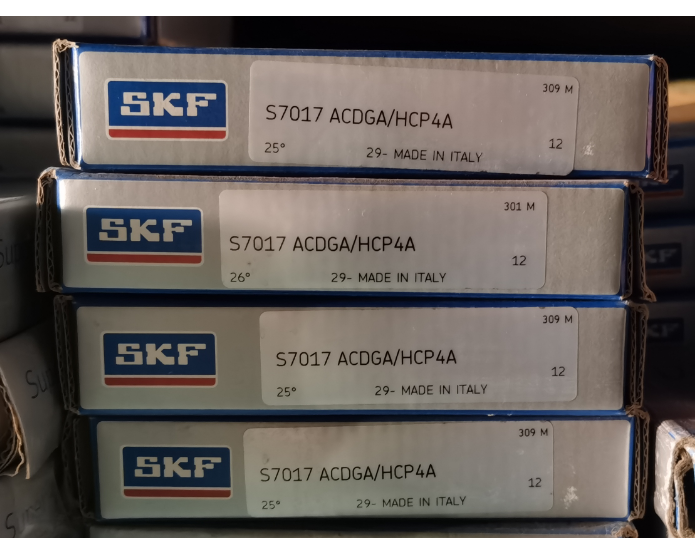 SKF
309 M
S7017 ACDGA/HCP4A
12
25° 29- MADE IN ITALY
SKF
301 M
S7017 ACDGA/HCP4A
12
26° 29- MADE IN ITALY
SKF
309 M
S7017 ACDGA/HCP4A
12
25° 29- MADE IN ITALY
SKF
309 M
S7017 ACDGA/HCP4A
12
25° 29- MADE IN ITALY